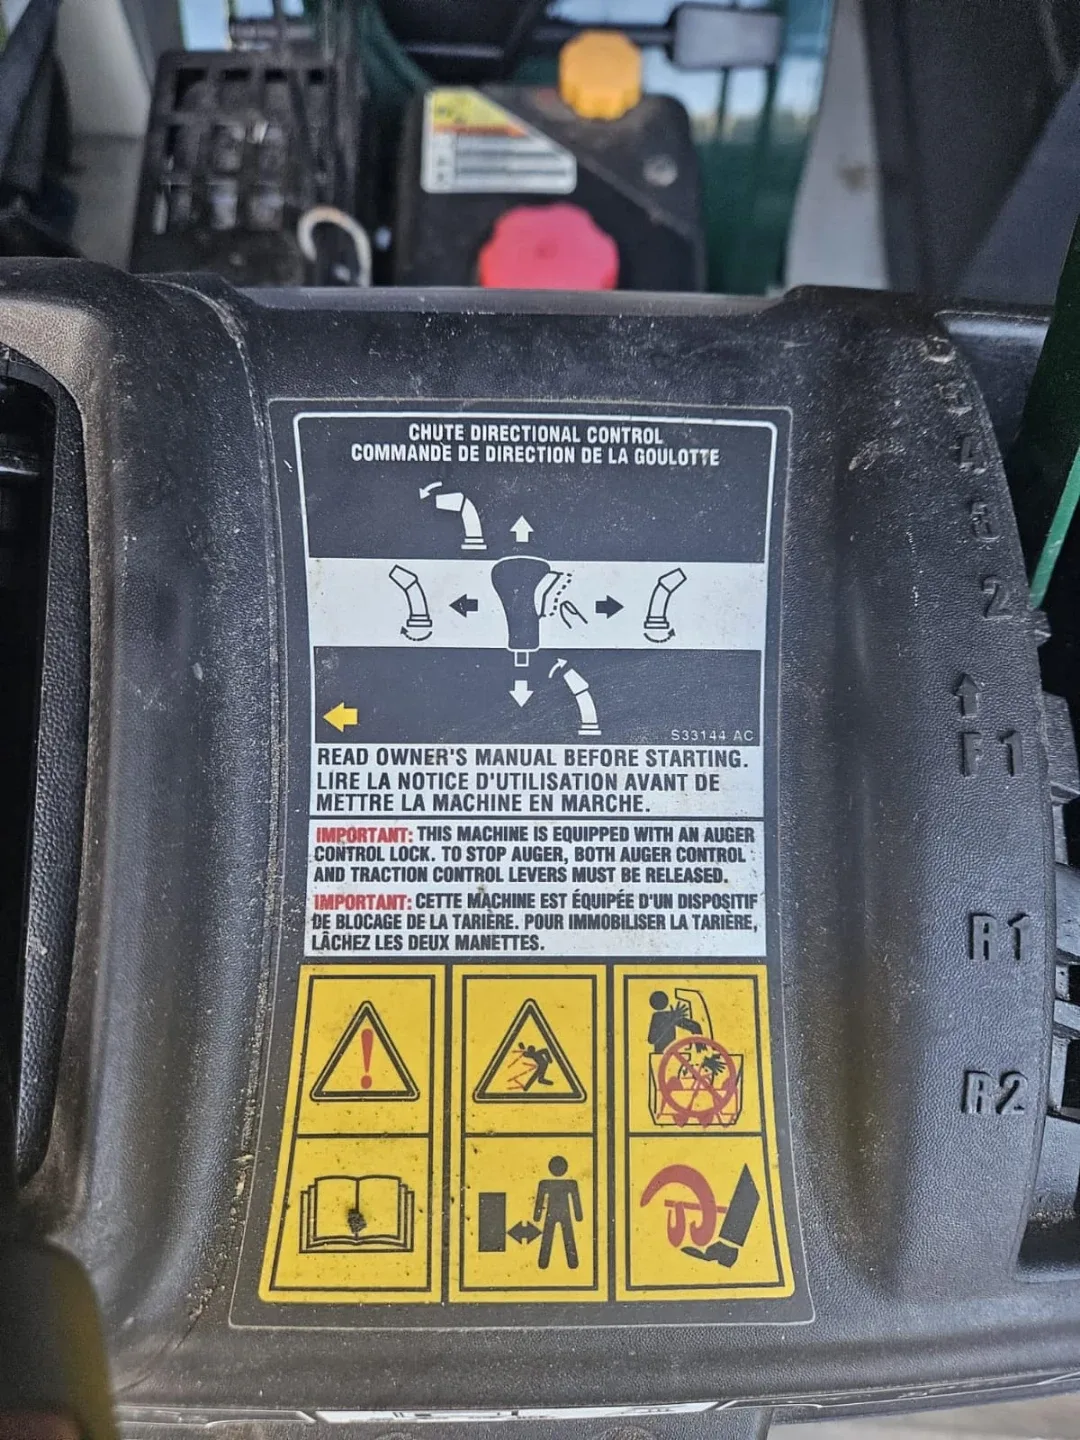 CHUTE DIRECTIONAL CONTROL
COMMANDE DE DIRECTION DE LA GOULOTTE
S33144 AC
READ OWNER'S MANUAL BEFORE STARTING.
LIRE LA NOTICE D'UTILISATION AVANT DE
METTRE LA MACHINE EN MARCHE.
IMPORTANT: THIS MACHINE IS EQUIPPED WITH AN AUGER
CONTROL LOCK. TO STOP AUGER, BOTH AUGER CONTROL
AND TRACTION CONTROL LEVERS MUST BE RELEASED.
IMPORTANT: CETTE MACHINE EST ÉQUIPÉE D'UN DISPOSITIF
DE BLOCAGE DE LA TARIÈRE. POUR IMMOBILISER LA TARIÈRE,
LÂCHEZ LES DEUX MANETTES.
6
5
4
3
2
F1
R1
R2